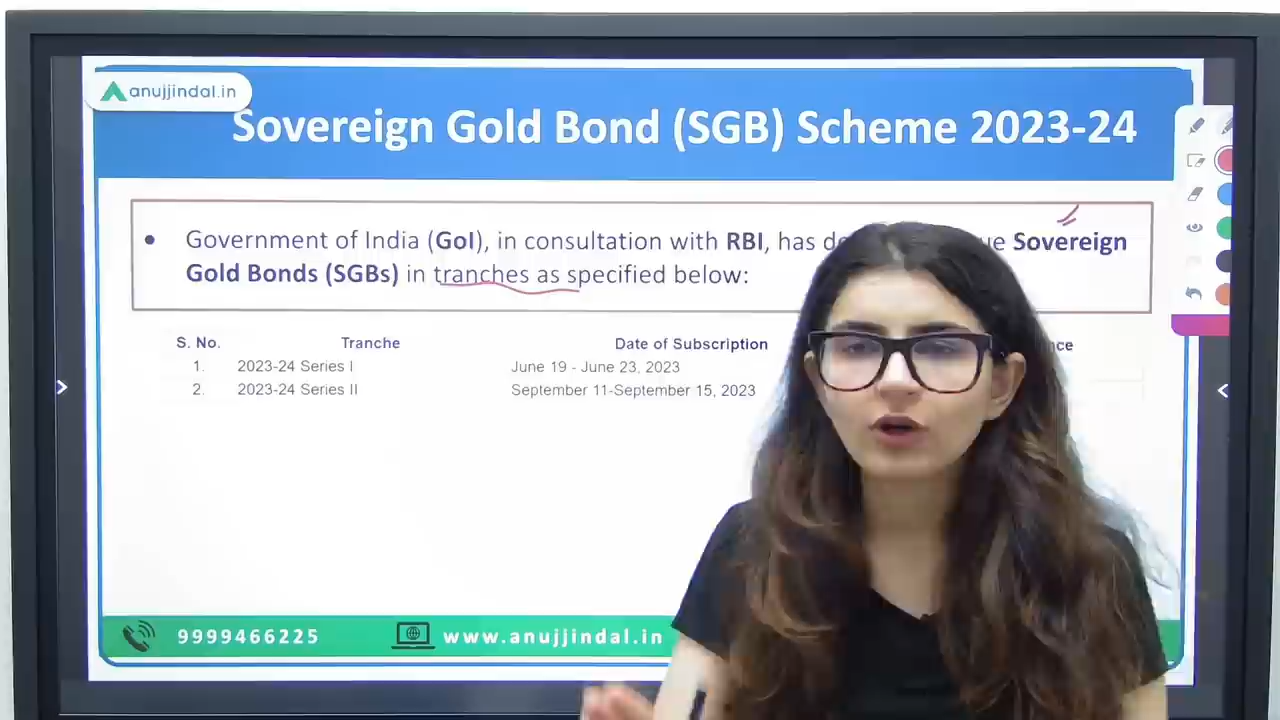 anujjindal.in
Sovereign Gold Bond (SGB) Scheme 2023-24
• Government of India (GoI), in consultation with RBI, has Sovereign
Gold Bonds (SGBs) in tranches as specified below:
S. No. Tranche Date of Subscription
1. 2023-24 Series I June 19 - June 23, 2023
2. 2023-24 Series II September 11-September 15, 2023
9999466225 www.anujjindal.in